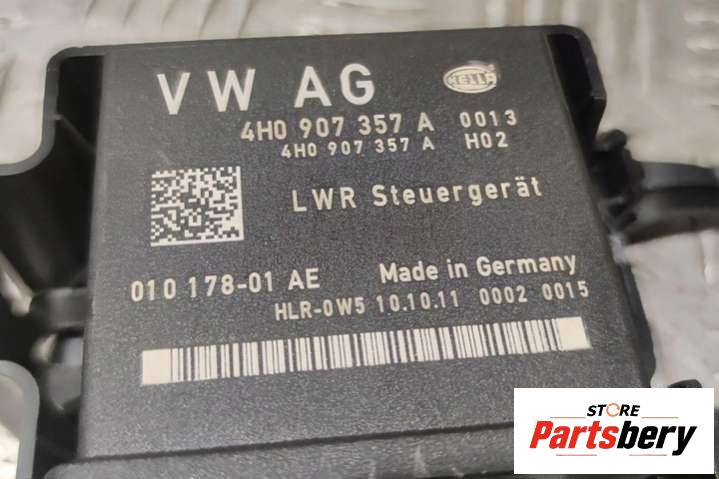 VW AG
HELLA
4H0 907 357 A 0013
4H0 907 357 A H02
LWR Steuergerät
010 178-01 AE Made in Germany
HLR-0W5 10.10.11 0002 0015
STORE
Partsbery